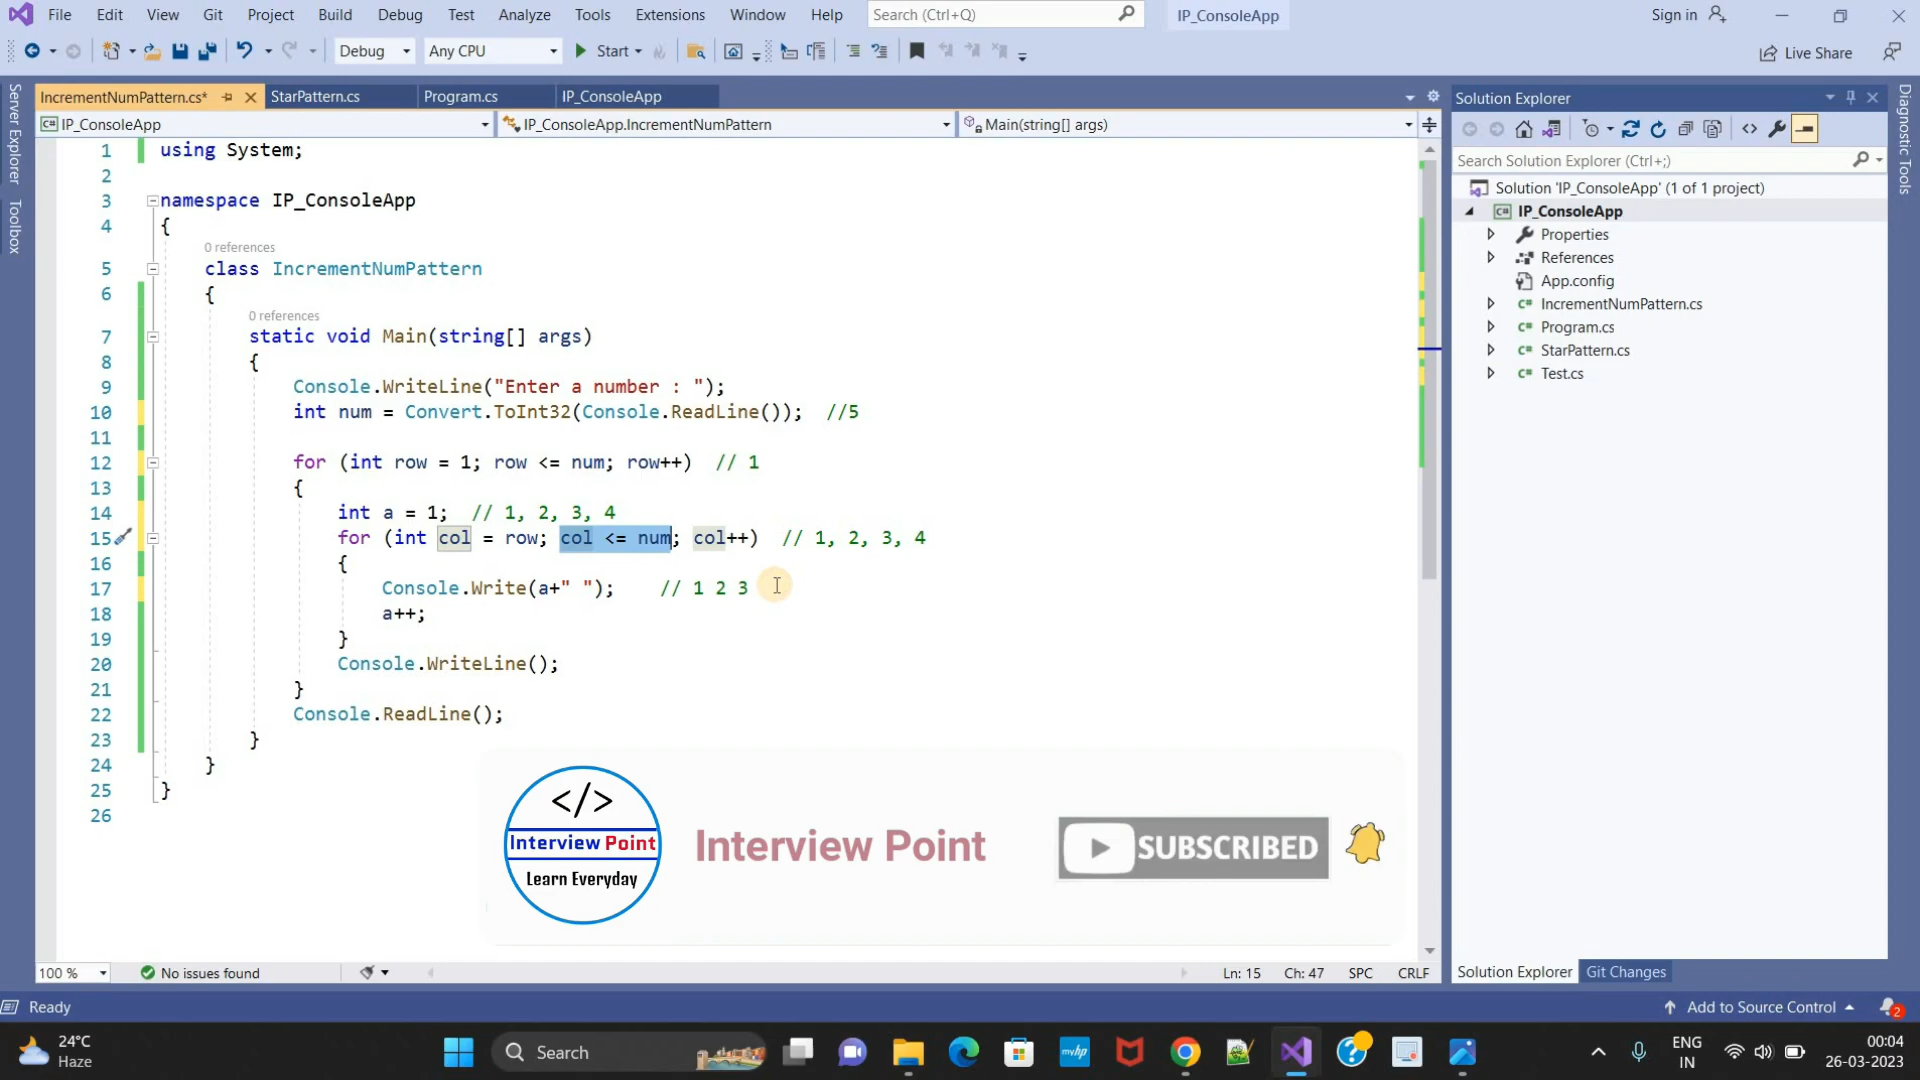 File Edit View Git Project Build Debug Test Analyze Tools Extensions Window Help Search (Ctrl+Q) IP_ConsoleApp Sign in
Debug Any CPU Start Live Share
IncrementNumPattern.cs* StarPattern.cs Program.cs IP_ConsoleApp
IP_ConsoleApp IP_ConsoleApp.IncrementNumPattern Main(string[] args)
Server Explorer
Toolbox
1 using System;
2
3 namespace IP_ConsoleApp
4 {
0 references
5 class IncrementNumPattern
6 {
0 references
7 static void Main(string[] args)
8 {
9 Console.WriteLine("Enter a number : ");
10 int num = Convert.ToInt32(Console.ReadLine()); //5
11
12 for (int row = 1; row <= num; row++) // 1
13 {
14 int a = 1; // 1, 2, 3, 4
15 for (int col = row; col <= num; col++) // 1, 2, 3, 4
16 {
17 Console.Write(a+" "); // 1 2 3
18 a++;
19 }
20 Console.WriteLine();
21 }
22 Console.ReadLine();
23 }
24 }
25 }
26
</>
Interview Point
Learn Everyday
Interview Point
SUBSCRIBED
100 % No issues found Ln: 15 Ch: 47 SPC CRLF
Solution Explorer
Search Solution Explorer (Ctrl+;)
Solution 'IP_ConsoleApp' (1 of 1 project)
C# IP_ConsoleApp
Properties
References
App.config
C# IncrementNumPattern.cs
C# Program.cs
C# StarPattern.cs
C# Test.cs
Solution Explorer Git Changes
Diagnostic Tools
Ready Add to Source Control 2
24°C
Haze
Search
myhp
ENG
IN
00:04
26-03-2023